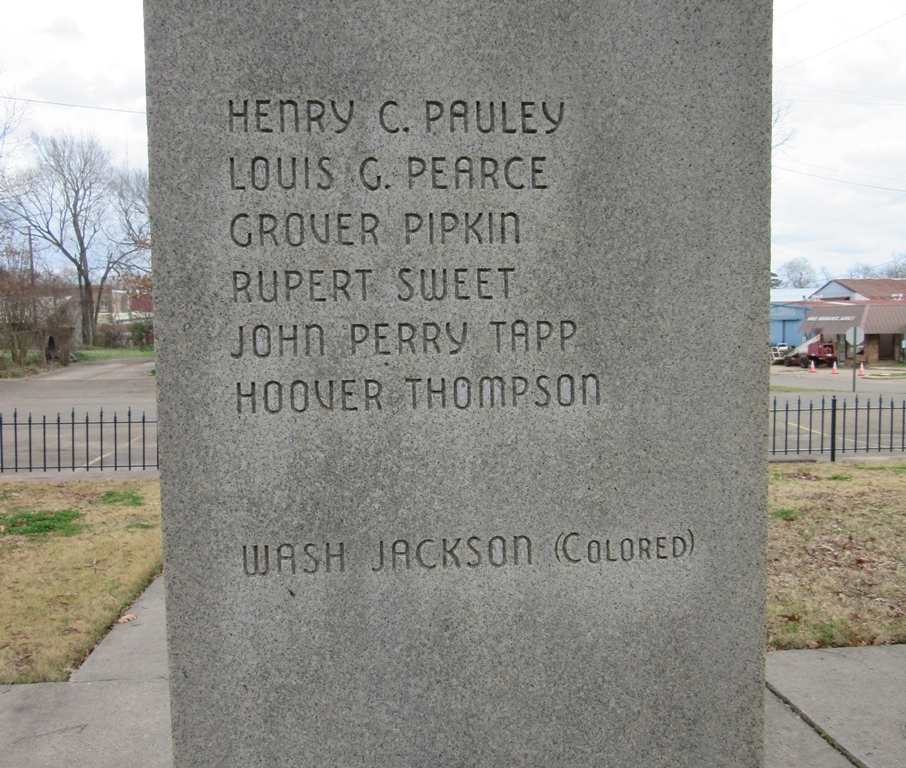 HENRY C. PAULEY
LOUIS G. PEARCE
GROVER PIPKIN
RUPERT SWEET
JOHN PERRY TAPP
HOOVER THOMPSON
WASH JACKSON (COLORED)